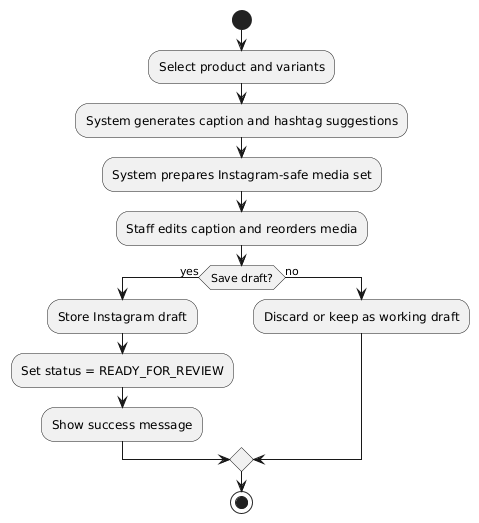 Select product and variants
System generates caption and hashtag suggestions
System prepares Instagram-safe media set
Staff edits caption and reorders media
yes
Save draft?
no
Store Instagram draft
Discard or keep as working draft
Set status = READY_FOR_REVIEW
Show success message